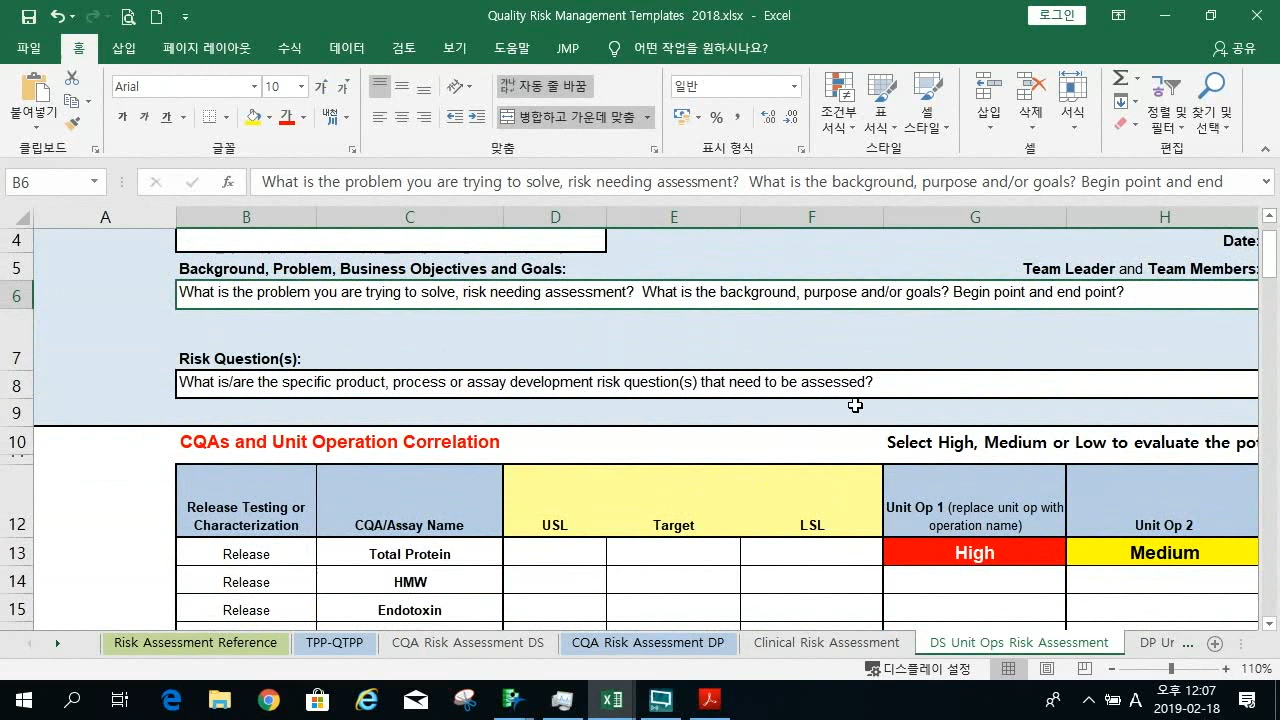 Quality Risk Management Templates 2018.xlsx - Excel
로그인
파일 홈 삽입 페이지 레이아웃 수식 데이터 검토 보기 도움말 JMP 어떤 작업을 원하시나요? 공유
붙여넣기
클립보드
Arial 10
가 가 가 내천
글꼴
자동 줄 바꿈
병합하고 가운데 맞춤
맞춤
일반
표시 형식
조건부 서식
표 서식
셀 스타일
스타일
삽입 삭제 서식
셀
정렬 및 필터
찾기 및 선택
편집
B6
fx What is the problem you are trying to solve, risk needing assessment? What is the background, purpose and/or goals? Begin point and end
A B C D E F G H
4 Date:
5 Background, Problem, Business Objectives and Goals: Team Leader and Team Members:
6 What is the problem you are trying to solve, risk needing assessment? What is the background, purpose and/or goals? Begin point and end point?
7 Risk Question(s):
8 What is/are the specific product, process or assay development risk question(s) that need to be assessed?
9
10 CQAs and Unit Operation Correlation Select High, Medium or Low to evaluate the po
12 Release Testing or Characterization CQA/Assay Name USL Target LSL Unit Op 1 (replace unit op with operation name) Unit Op 2
13 Release Total Protein High Medium
14 Release HMW
15 Release Endotoxin
Risk Assessment Reference TPP-QTPP CQA Risk Assessment DS CQA Risk Assessment DP Clinical Risk Assessment DS Unit Ops Risk Assessment DP Ur ...
디스플레이 설정 110%
A 오후 12:07
2019-02-18